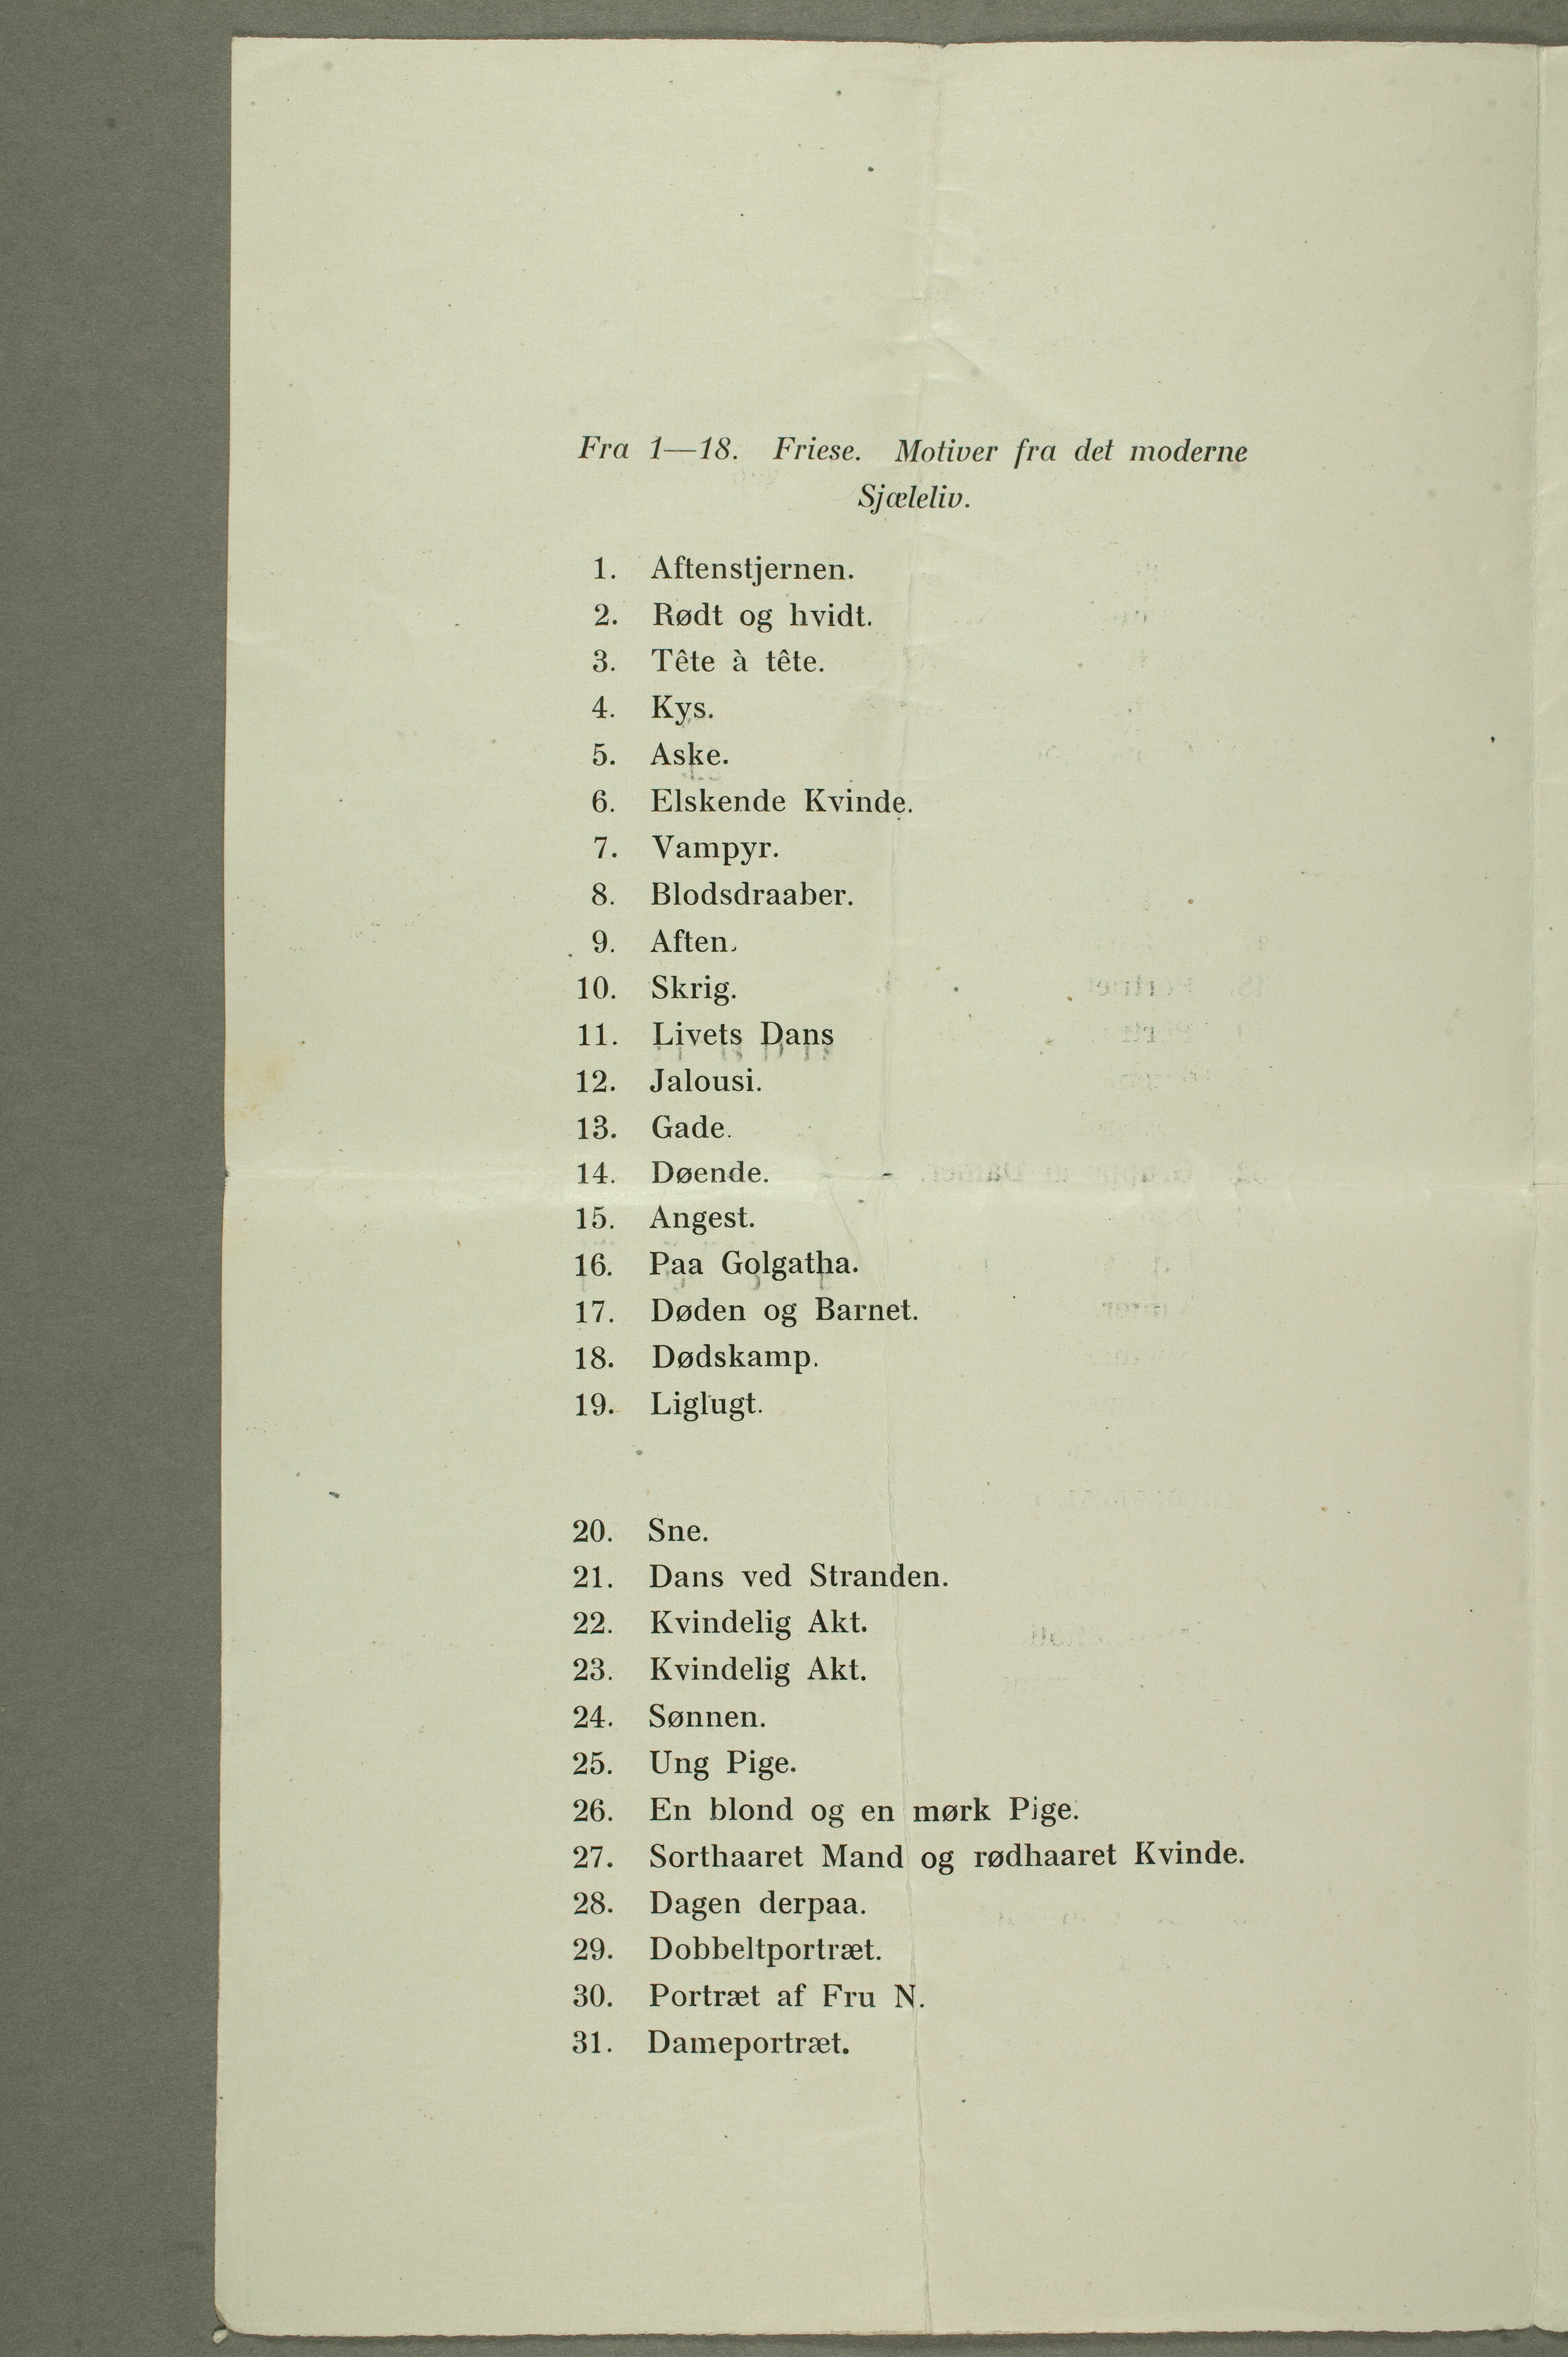 Fra 1—18. Friese. Motiver fra det moderne
Sjæleliv.
1. Aftenstjernen.
2. Rødt og hvidt.
3. Tête à tête.
4. Kys.
5. Aske.
6. Elskende Kvinde.
7. Vampyr.
8. Blodsdraaber.
9. Aften.
10. Skrig.
11. Livets Dans
12. Jalousi.
13. Gade.
14. Døende.
15. Angest.
16. Paa Golgatha.
17. Døden og Barnet.
18. Dødskamp.
19. Liglugt.
20. Sne.
21. Dans ved Stranden.
22. Kvindelig Akt.
23. Kvindelig Akt.
24. Sønnen.
25. Ung Pige.
26. En blond og en mørk Pige.
27. Sorthaaret Mand og rødhaaret Kvinde.
28. Dagen derpaa.
29. Dobbeltportræt.
30. Portræt af Fru N.
31. Dameportræt.